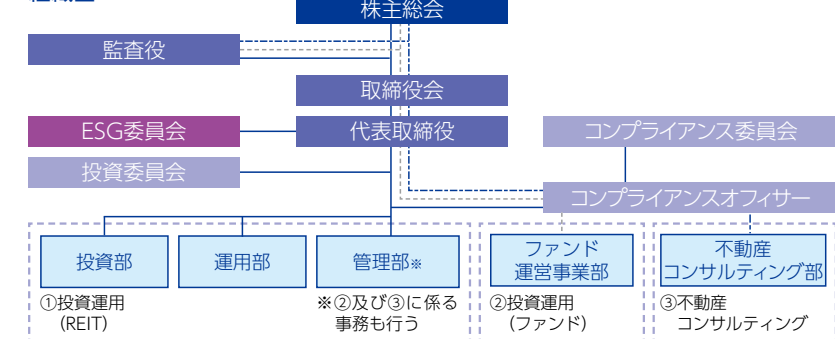 株主総会
監査役
取締役会
ESG委員会
代表取締役
コンプライアンス委員会
投資委員会
コンプライアンスオフィサー
投資部
運用部
管理部※
ファンド
運営事業部
不動産
コンサルティング部
①投資運用
(REIT)
※②及び③に係る
事務も行う
②投資運用
(ファンド)
③不動産
コンサルティング